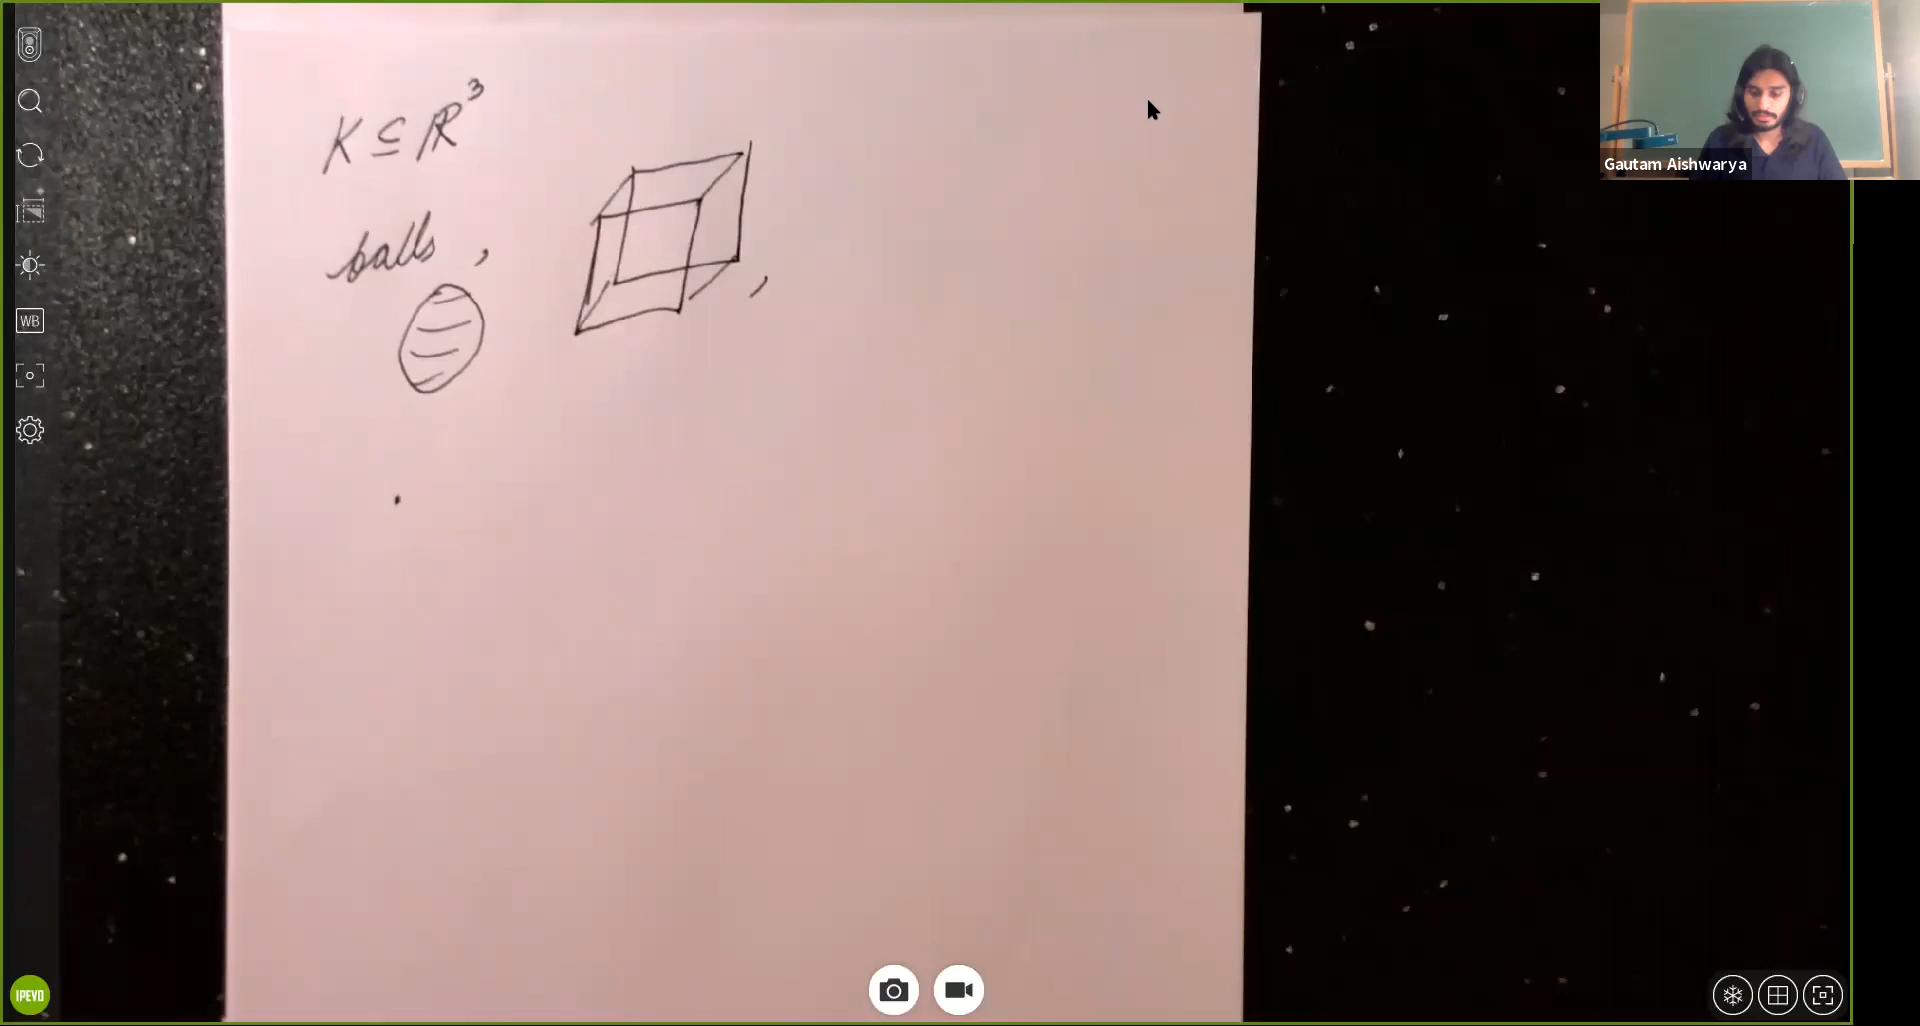 K ⊆ ℝ³
balls , ,
Gautam Aishwarya
WB
IPEVO